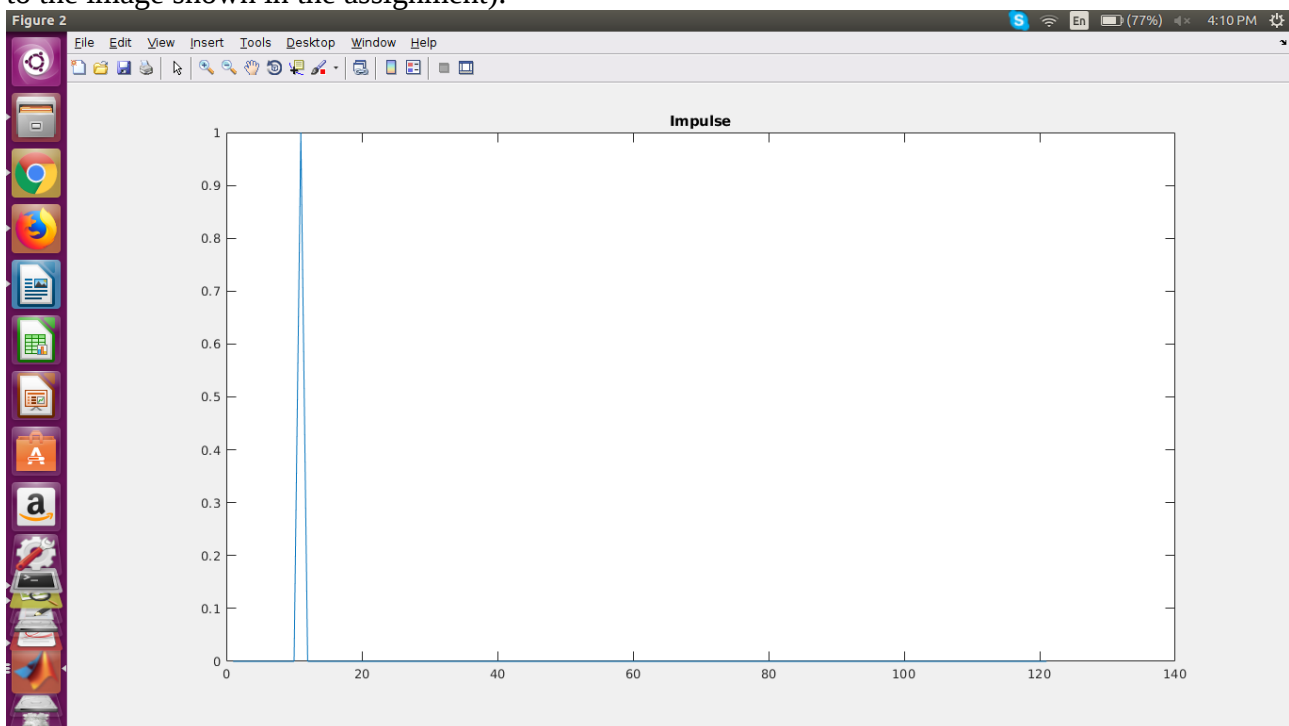 to the image shown in the assignment).
Figure 2
S En (77%) 4:10 PM
File Edit View Insert Tools Desktop Window Help
Impulse
1
0.9
0.8
0.7
0.6
0.5
0.4
0.3
0.2
0.1
0
0 20 40 60 80 100 120 140
a